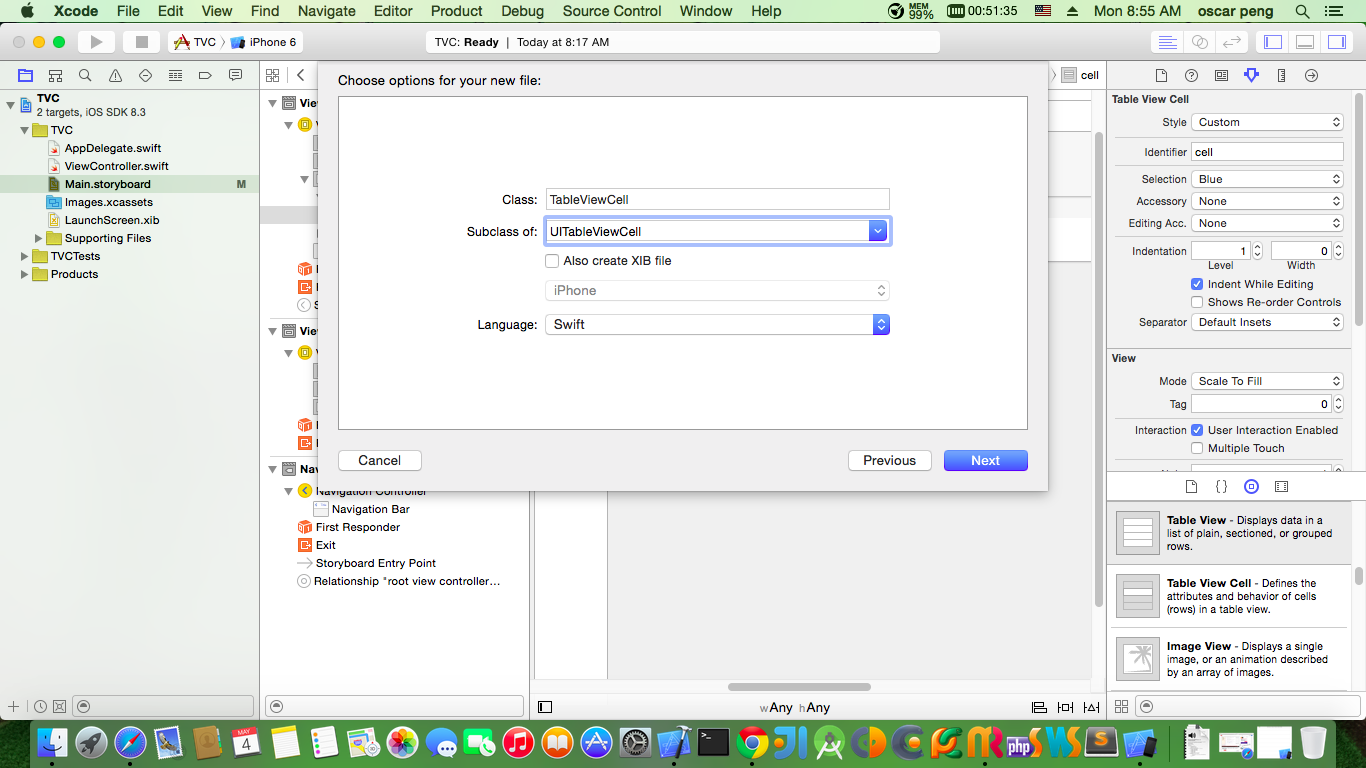 Xcode File Edit View Find Navigate Editor Product Debug Source Control Window Help MEM 99% 00:51:35 Mon 8:55 AM oscar peng
TVC iPhone 6 TVC: Ready | Today at 8:17 AM
Choose options for your new file:
cell
TVC
2 targets, iOS SDK 8.3
TVC
AppDelegate.swift
ViewController.swift
Main.storyboard M
Images.xcassets
LaunchScreen.xib
Supporting Files
TVCTests
Products
Class: TableViewCell
Subclass of: UITableViewCell
Also create XIB file
iPhone
Language: Swift
Cancel Previous Next
Navigation Controller
Navigation Bar
First Responder
Exit
Storyboard Entry Point
Relationship "root view controller...
wAny hAny
Table View Cell
Style Custom
Identifier cell
Selection Blue
Accessory None
Editing Acc. None
Indentation 1 0
Level Width
Indent While Editing
Shows Re-order Controls
Separator Default Insets
View
Mode Scale To Fill
Tag 0
Interaction User Interaction Enabled
Multiple Touch
Table View - Displays data in a
list of plain, sectioned, or grouped
rows.
Table View Cell - Defines the
attributes and behavior of cells
(rows) in a table view.
Image View - Displays a single
image, or an animation described
by an array of images.
MAY
4
php
WS
S